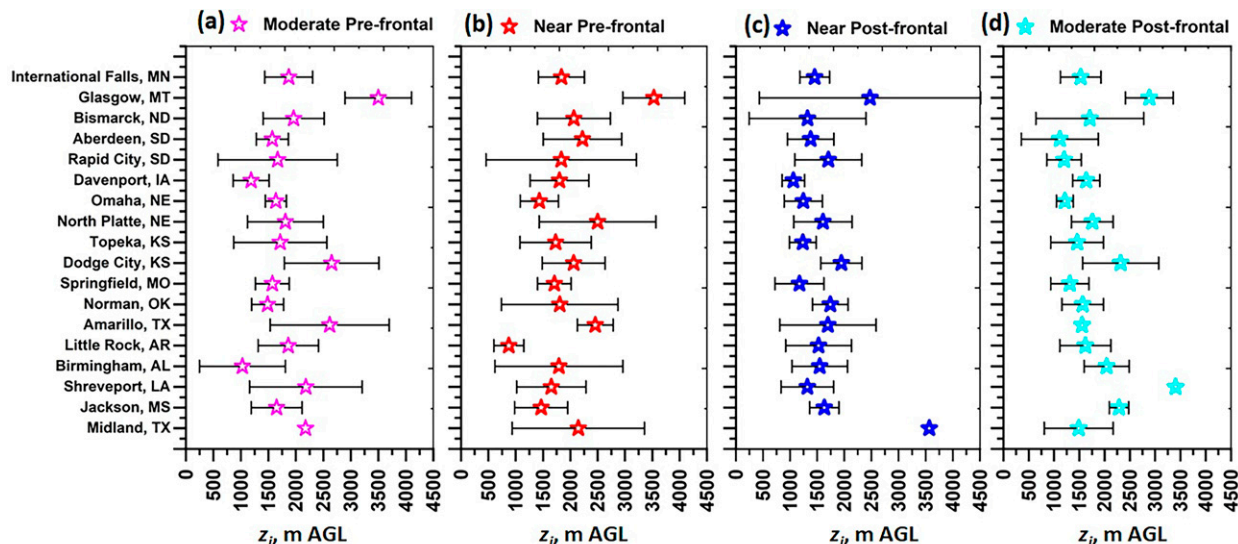 (a) Moderate Pre-frontal
(b) Near Pre-frontal
(c) Near Post-frontal
(d) Moderate Post-frontal
International Falls, MN
Glasgow, MT
Bismarck, ND
Aberdeen, SD
Rapid City, SD
Davenport, IA
Omaha, NE
North Platte, NE
Topeka, KS
Dodge City, KS
Springfield, MO
Norman, OK
Amarillo, TX
Little Rock, AR
Birmingham, AL
Shreveport, LA
Jackson, MS
Midland, TX
0 500 1000 1500 2000 2500 3000 3500 4000 4500
500 1000 1500 2000 2500 3000 3500 4000 4500
500 1000 1500 2000 2500 3000 3500 4000 4500
500 1000 1500 2000 2500 3000 3500 4000 4500
zi, m AGL
zi, m AGL
zi, m AGL
zi, m AGL